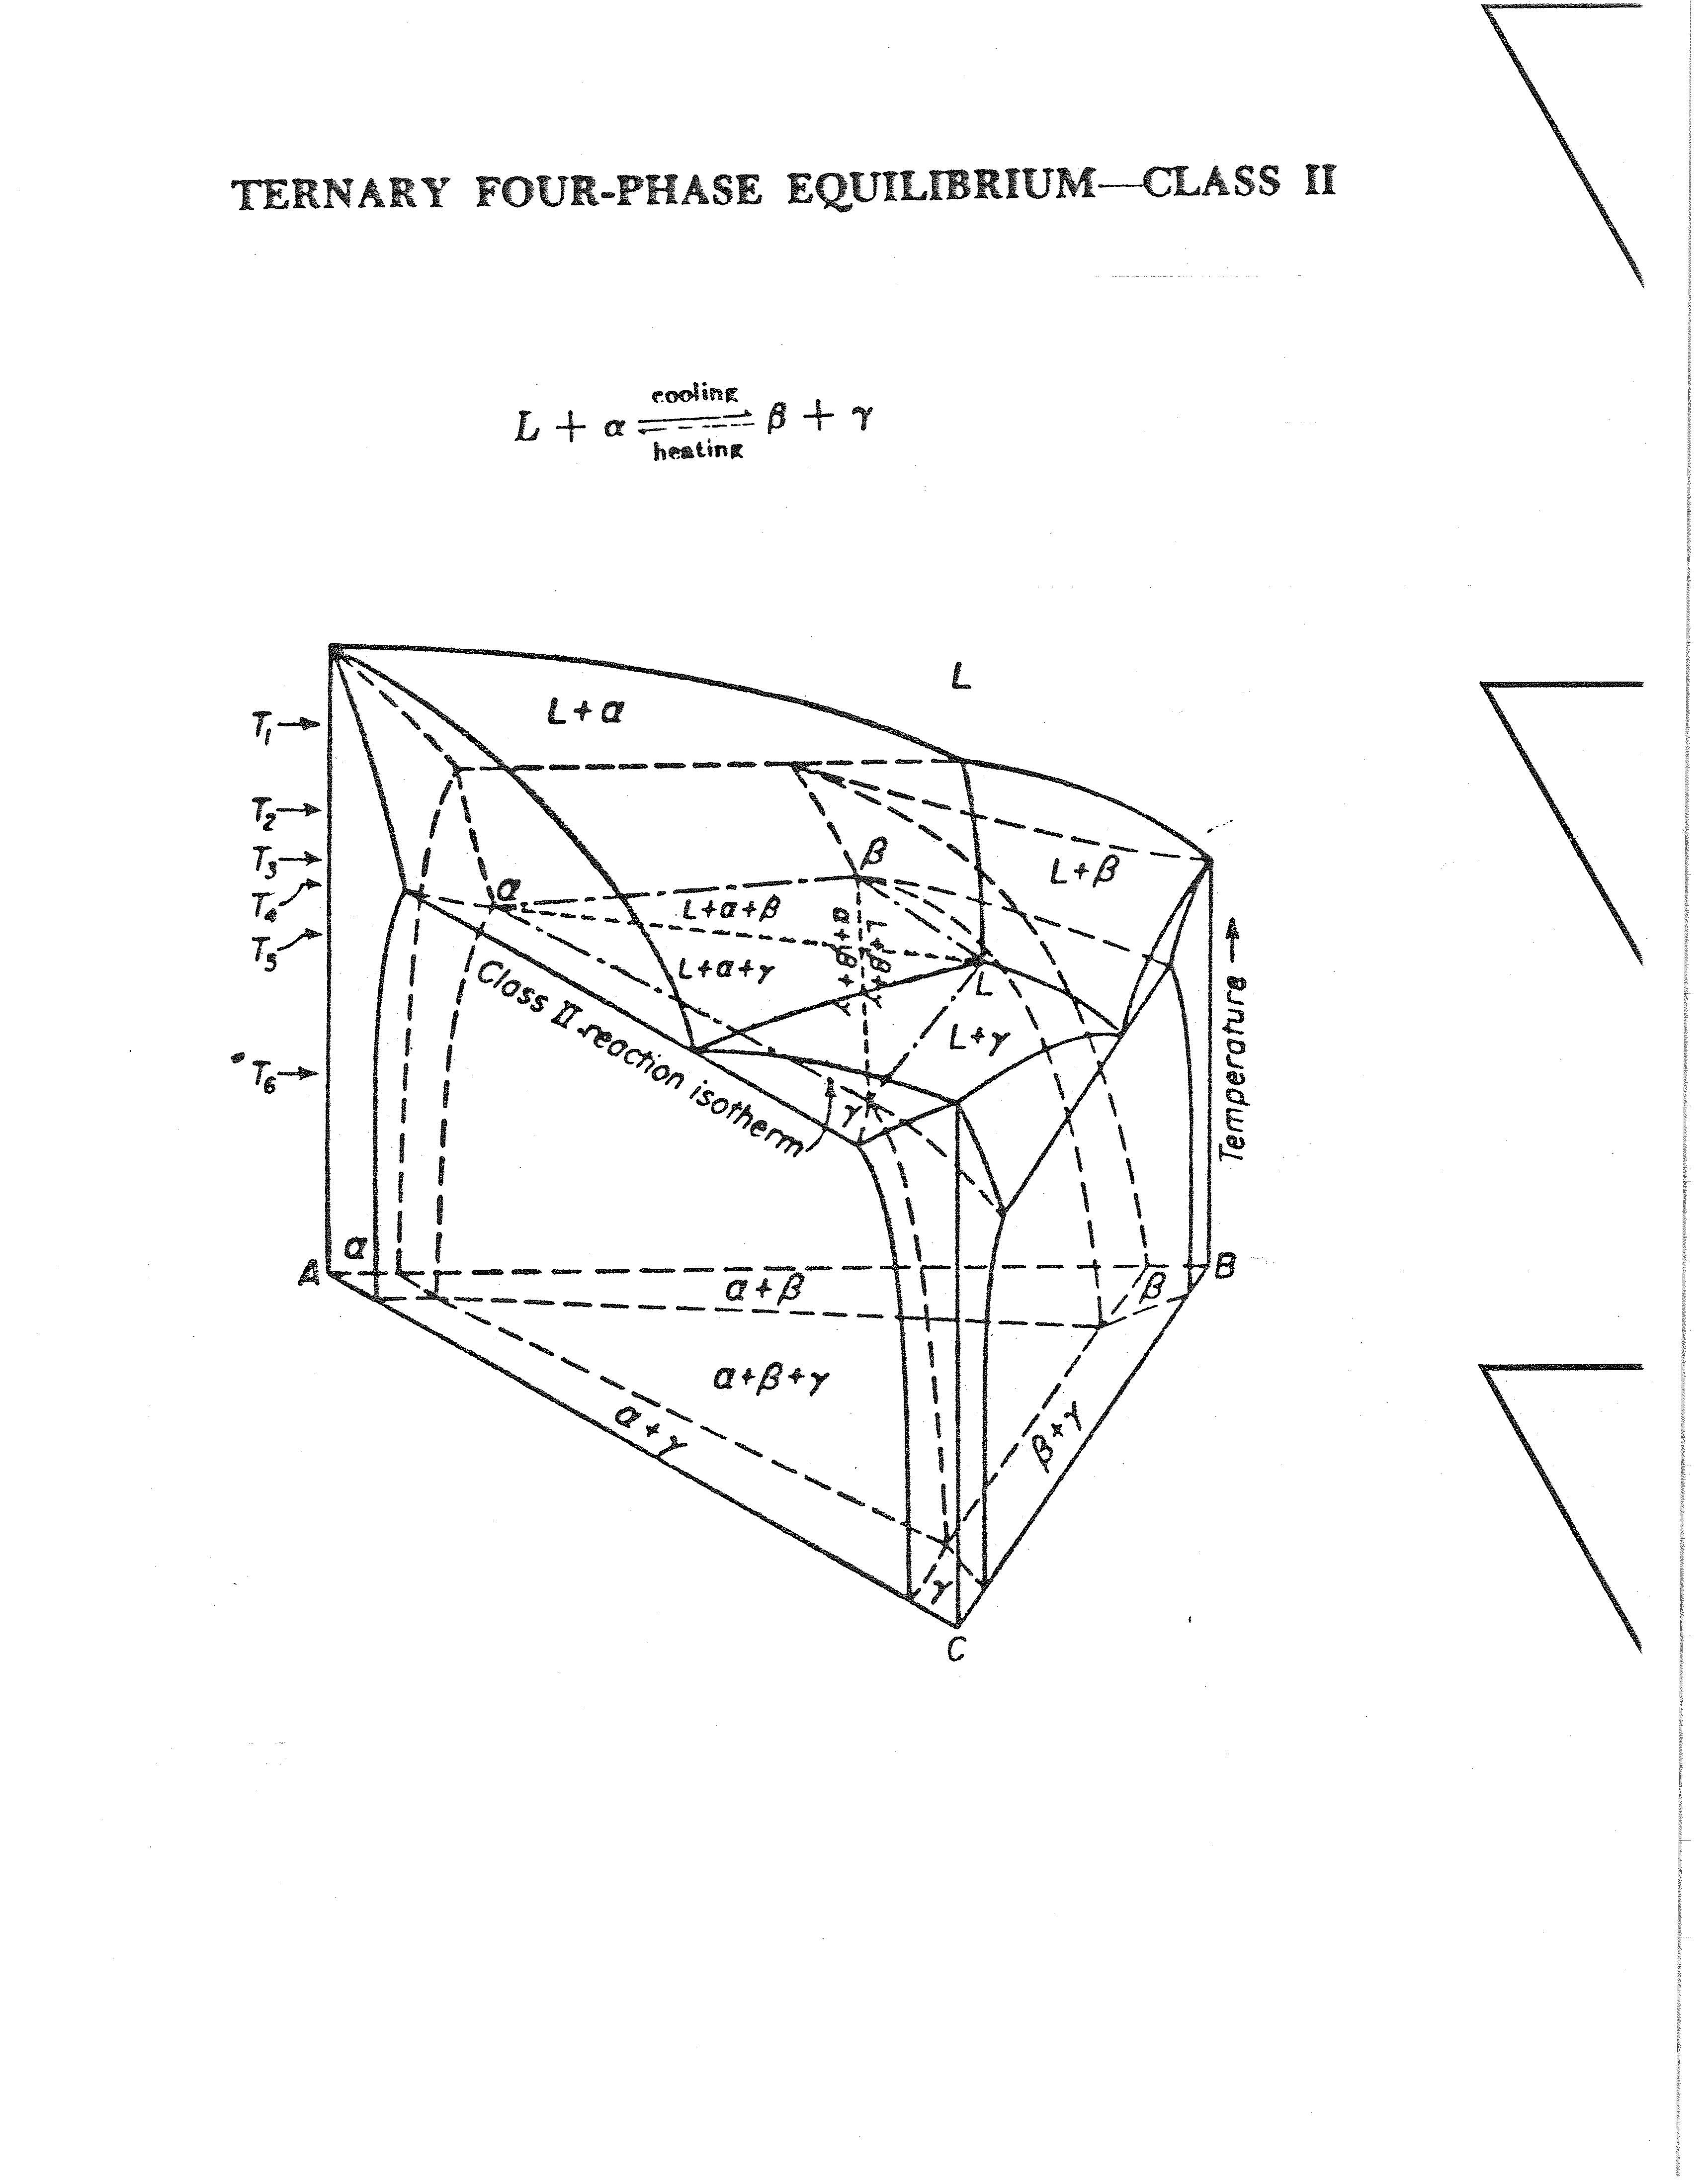 TERNARY FOUR-PHASE EQUILIBRIUM—CLASS II
cooling
L + α ⇌ β + γ
heating
L
T₁
L + α
T₂
β
T₃
L + β
α
T₄
L + α + β
α + β + γ
L + β + γ
T₅
L + α + γ
L
L + γ
Class II reaction isotherm
Temperature
T₆
γ
α
A
B
α + β
β
α + β + γ
α + γ
β + γ
γ
C